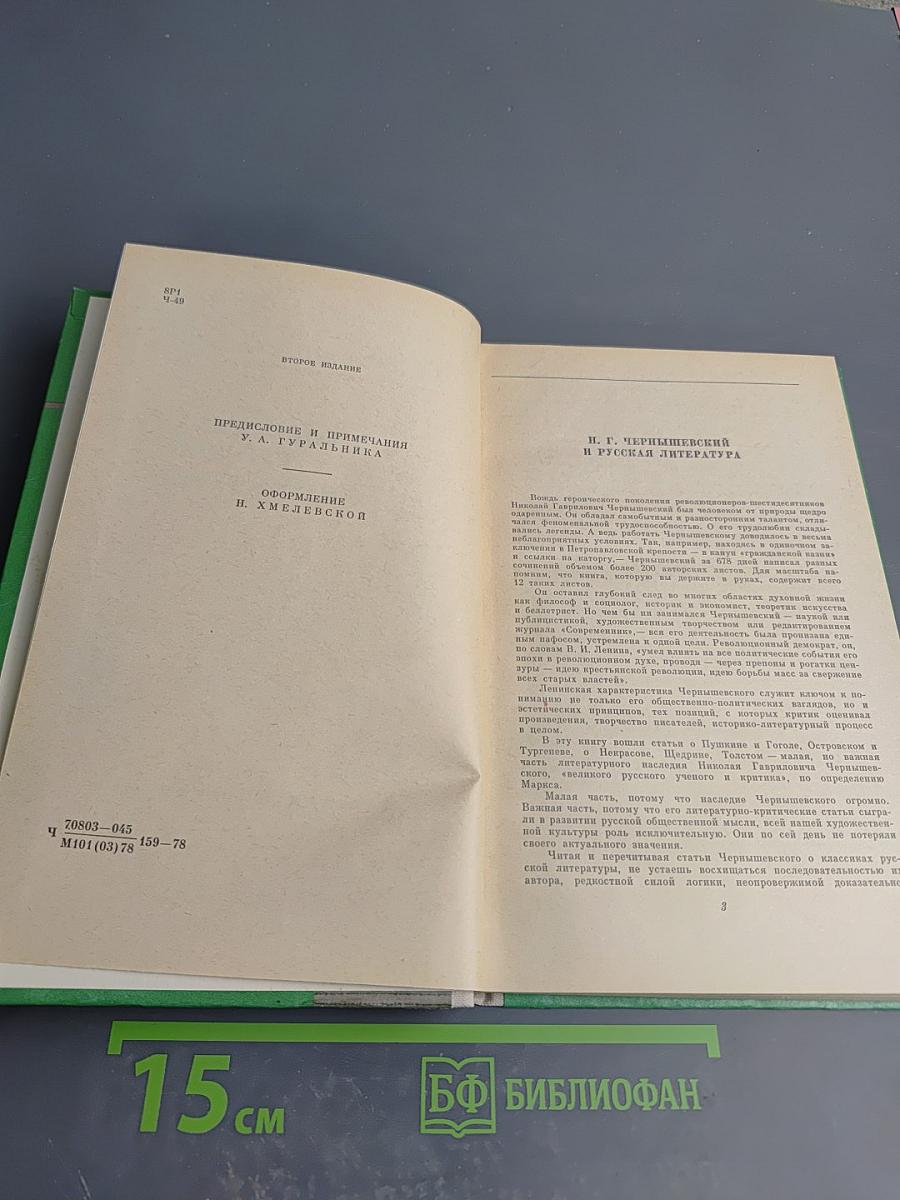 8Р1
Ч-49
ВТОРОЕ ИЗДАНИЕ
ПРЕДИСЛОВИЕ И ПРИМЕЧАНИЯ
У. А. ГУРАЛЬНИКА
ОФОРМЛЕНИЕ
Н. ХМЕЛЕВСКОЙ
Ч 70803—045
М101(03)78 159—78
Н. Г. ЧЕРНЫШЕВСКИЙ
И РУССКАЯ ЛИТЕРАТУРА
Вождь героического поколения революционеров-шестидесятников
Николай Гаврилович Чернышевский был человеком от природы щедро
одаренным. Он обладал самобытным и разносторонним талантом, отли-
чался феноменальной трудоспособностью. О его трудолюбии склады-
вались легенды. А ведь работать Чернышевскому доводилось в весьма
неблагоприятных условиях. Так, например, находясь в одиночном за-
ключении в Петропавловской крепости — в канун «гражданской казни»
и ссылки на каторгу,— Чернышевский за 678 дней написал разных
сочинений объемом более 200 авторских листов. Для масштаба на-
помним, что книга, которую вы держите в руках, содержит всего
12 таких листов.
Он оставил глубокий след во многих областях духовной жизни
как философ и социолог, историк и экономист, теоретик искусства
и беллетрист. Но чем бы ни занимался Чернышевский — наукой или
публицистикой, художественным творчеством или редактированием
журнала «Современник»,— вся его деятельность была пронизана еди-
ным пафосом, устремлена к одной цели. Революционный демократ, он,
по словам В. И. Ленина, «умел влиять на все политические события его
эпохи в революционном духе, проводя — через препоны и рогатки цен-
зуры — идею крестьянской революции, идею борьбы масс за свержение
всех старых властей».
Ленинская характеристика Чернышевского служит ключом к по-
ниманию не только его общественно-политических взглядов, но и
эстетических принципов, тех позиций, с которых критик оценивал
произведения, творчество писателей, историко-литературный процесс
в целом.
В эту книгу вошли статьи о Пушкине и Гоголе, Островском и
Тургеневе, о Некрасове, Щедрине, Толстом — малая, но важная
часть литературного наследия Николая Гавриловича Чернышев-
ского, «великого русского ученого и критика», по определению
Маркса.
Малая часть, потому что наследие Чернышевского огромно.
Важная часть, потому что его литературно-критические статьи сыгра-
ли в развитии русской общественной мысли, всей нашей художествен-
ной культуры роль исключительную. Они по сей день не потеряли
своего актуального значения.
Читая и перечитывая статьи Чернышевского о классиках рус-
ской литературы, не устаешь восхищаться последовательностью их
автора, редкостной силой логики, неопровержимой доказательне
3
15 см
БФ БИБЛИОФАН